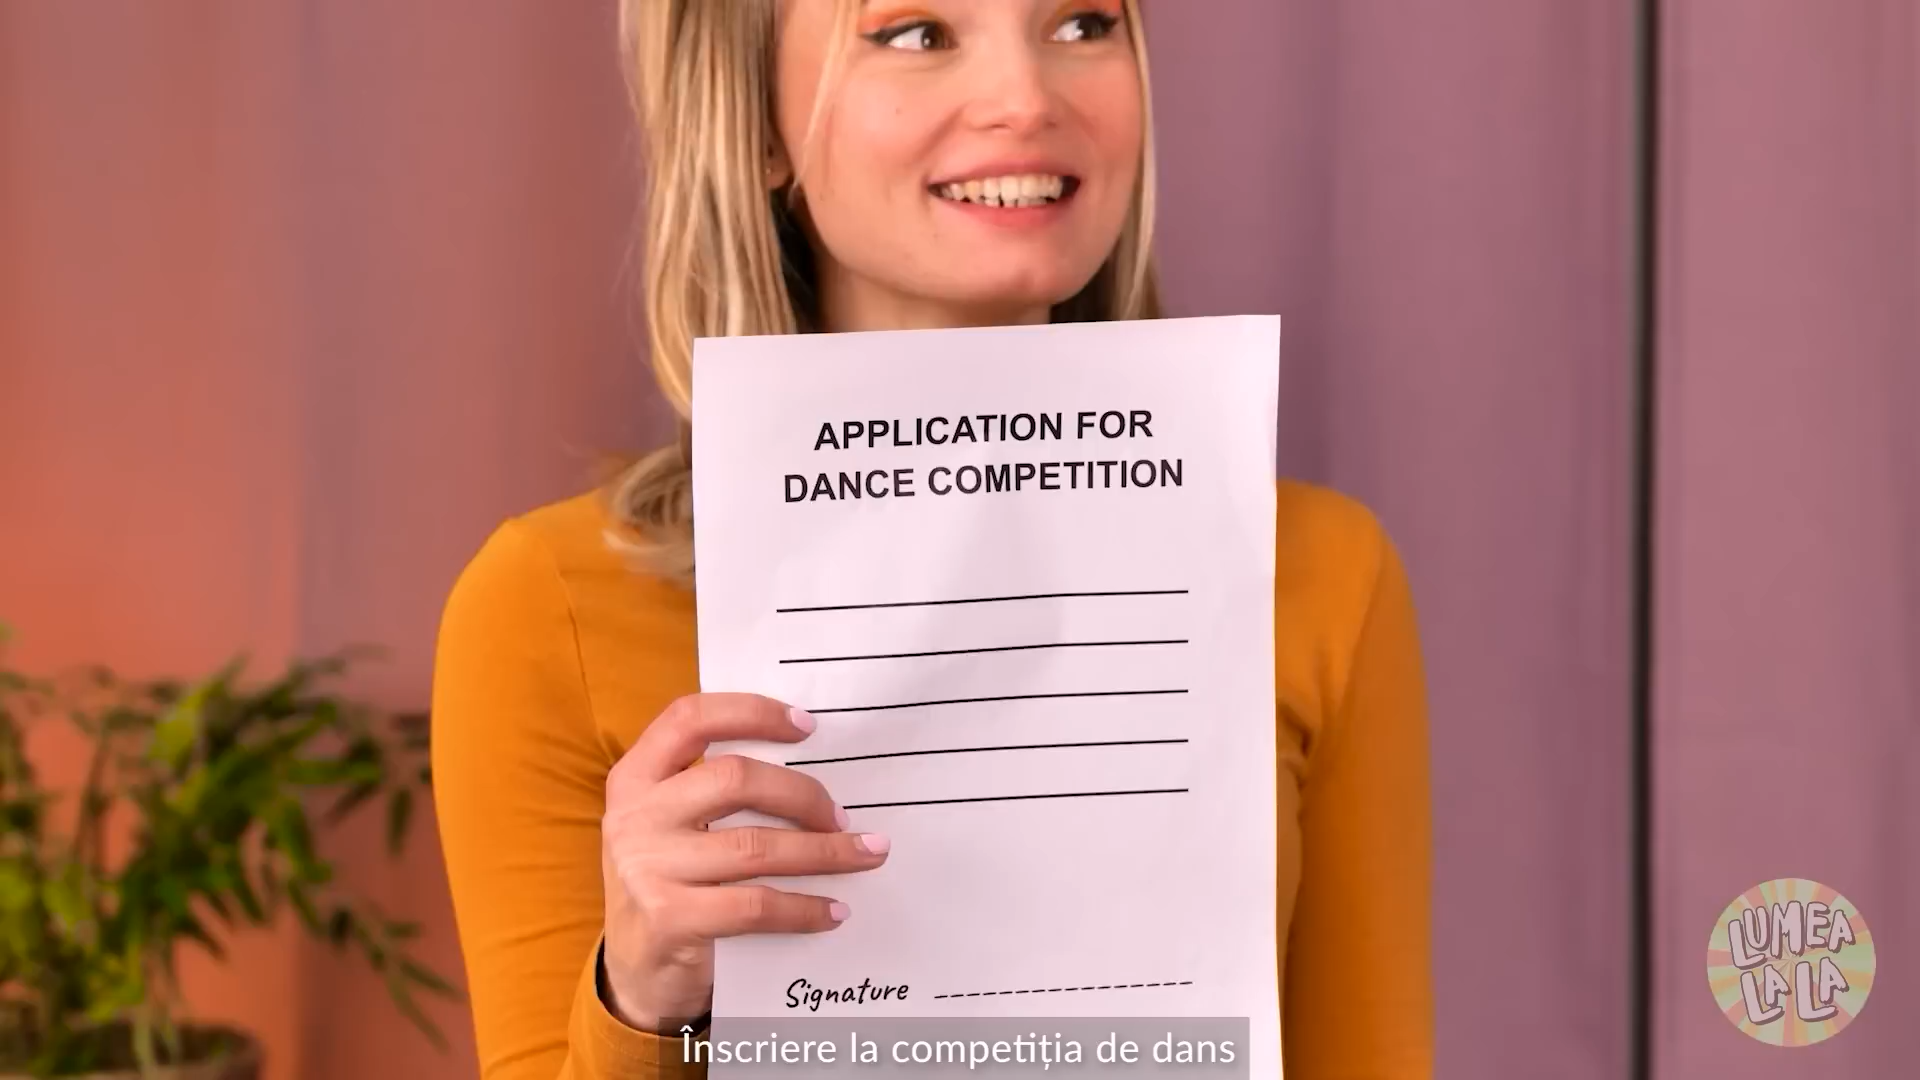 APPLICATION FOR
DANCE COMPETITION
Signature
Înscriere la competiția de dans
LUMEA
LA LA